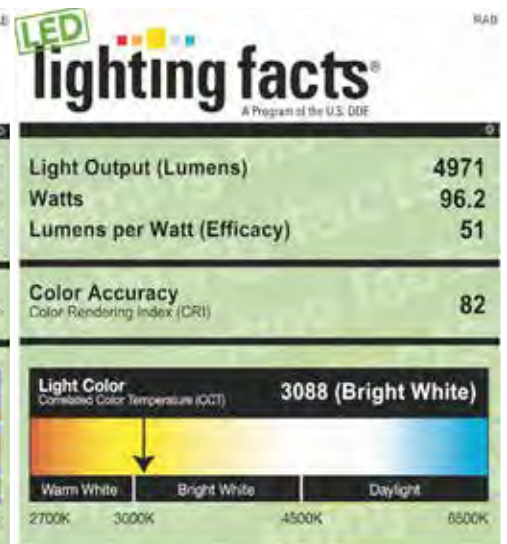 RAB
LED
lighting facts®
A Program of the U.S. DOE
Light Output (Lumens) 4971
Watts 96.2
Lumens per Watt (Efficacy) 51
Color Accuracy 82
Color Rendering Index (CRI)
Light Color 3088 (Bright White)
Correlated Color Temperature (CCT)
Warm White Bright White Daylight
2700K 3000K 4500K 6500K